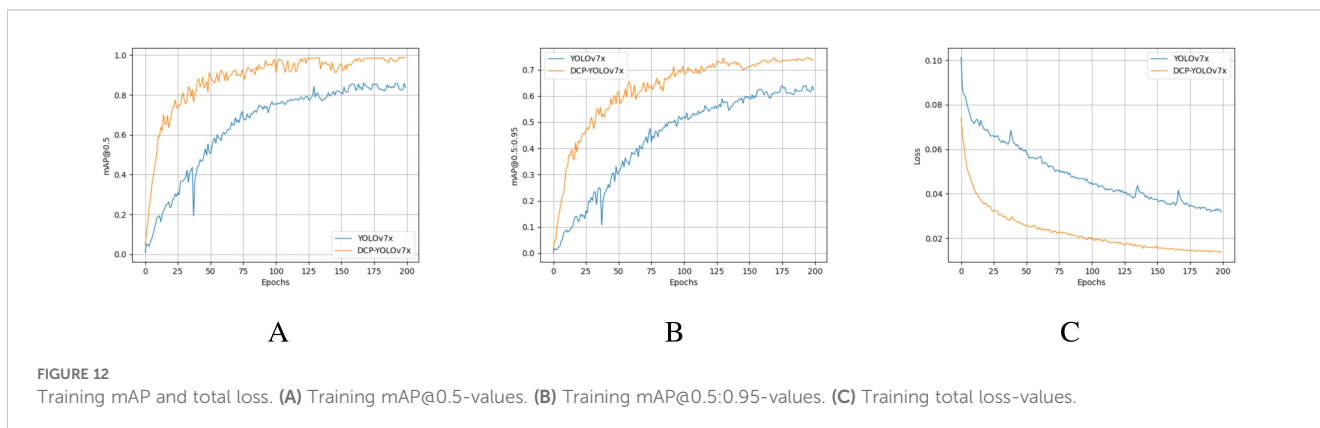 1.0
0.8
0.6
0.4
0.2
0.0
mAP@0.5
YOLOv7x
DCP-YOLOv7x
0 25 50 75 100 125 150 175 200
Epochs
A
YOLOv7x
DCP-YOLOv7x
0.7
0.6
0.5
0.4
0.3
0.2
0.1
0.0
mAP@0.5:0.95
0 25 50 75 100 125 150 175 200
Epochs
B
YOLOv7x
DCP-YOLOv7x
0.10
0.08
0.06
0.04
0.02
Loss
0 25 50 75 100 125 150 175 200
Epochs
C
FIGURE 12
Training mAP and total loss. (A) Training mAP@0.5-values. (B) Training mAP@0.5:0.95-values. (C) Training total loss-values.